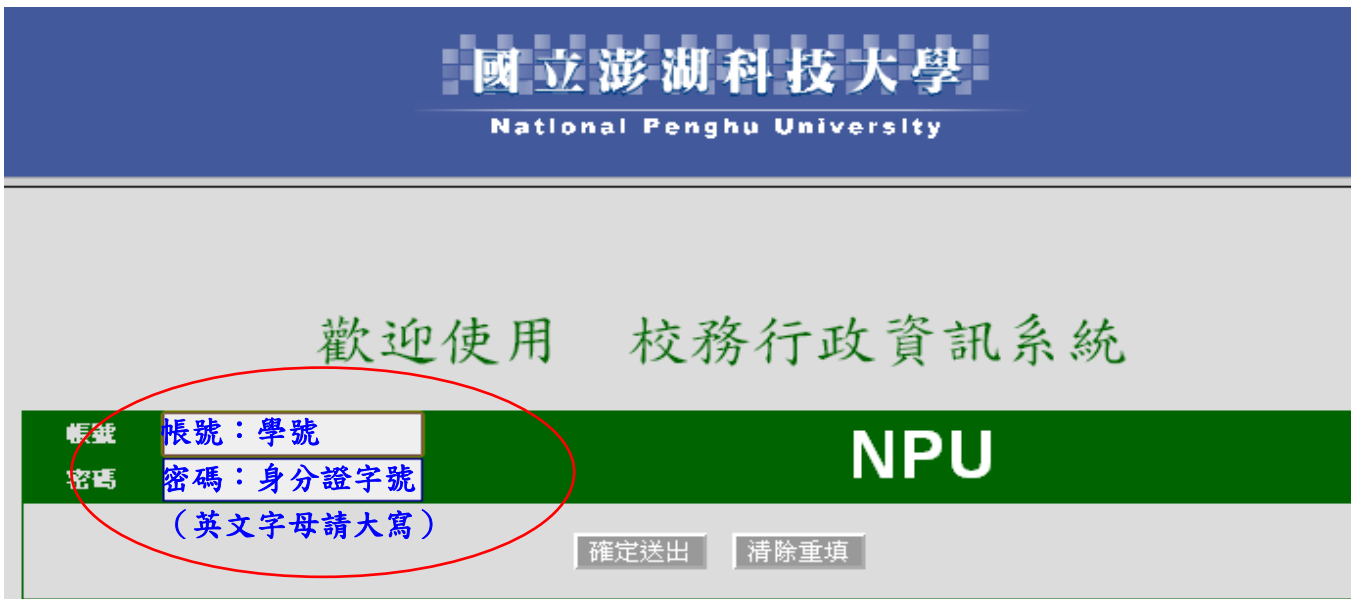 國立澎湖科技大學
National Penghu University
歡迎使用 校務行政資訊系統
帳號 帳號：學號
密碼 密碼：身分證字號
NPU
（英文字母請大寫）
確定送出 清除重填